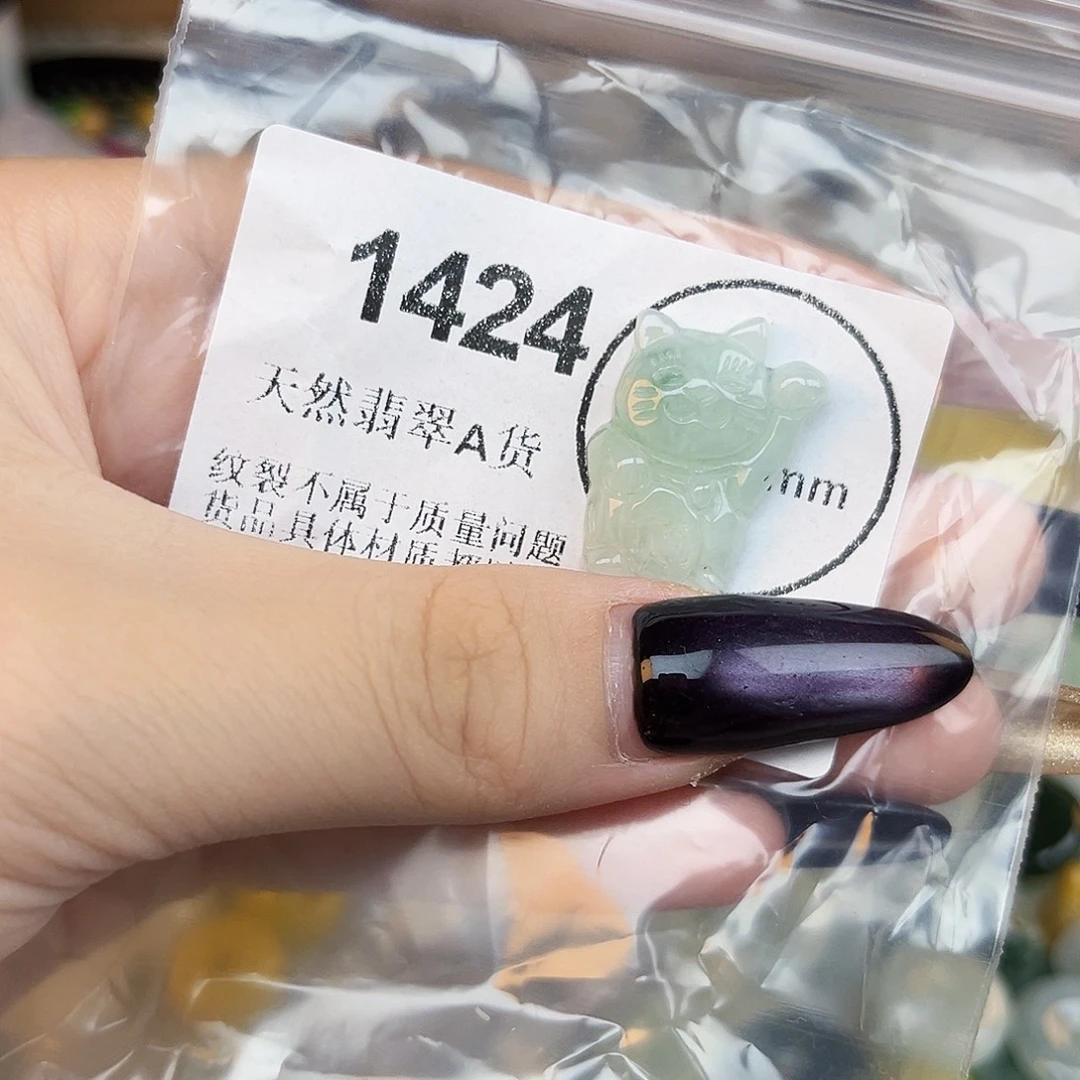 1424
天然翡翠A货
纹裂不属于质量问题
货品具体材质
mm